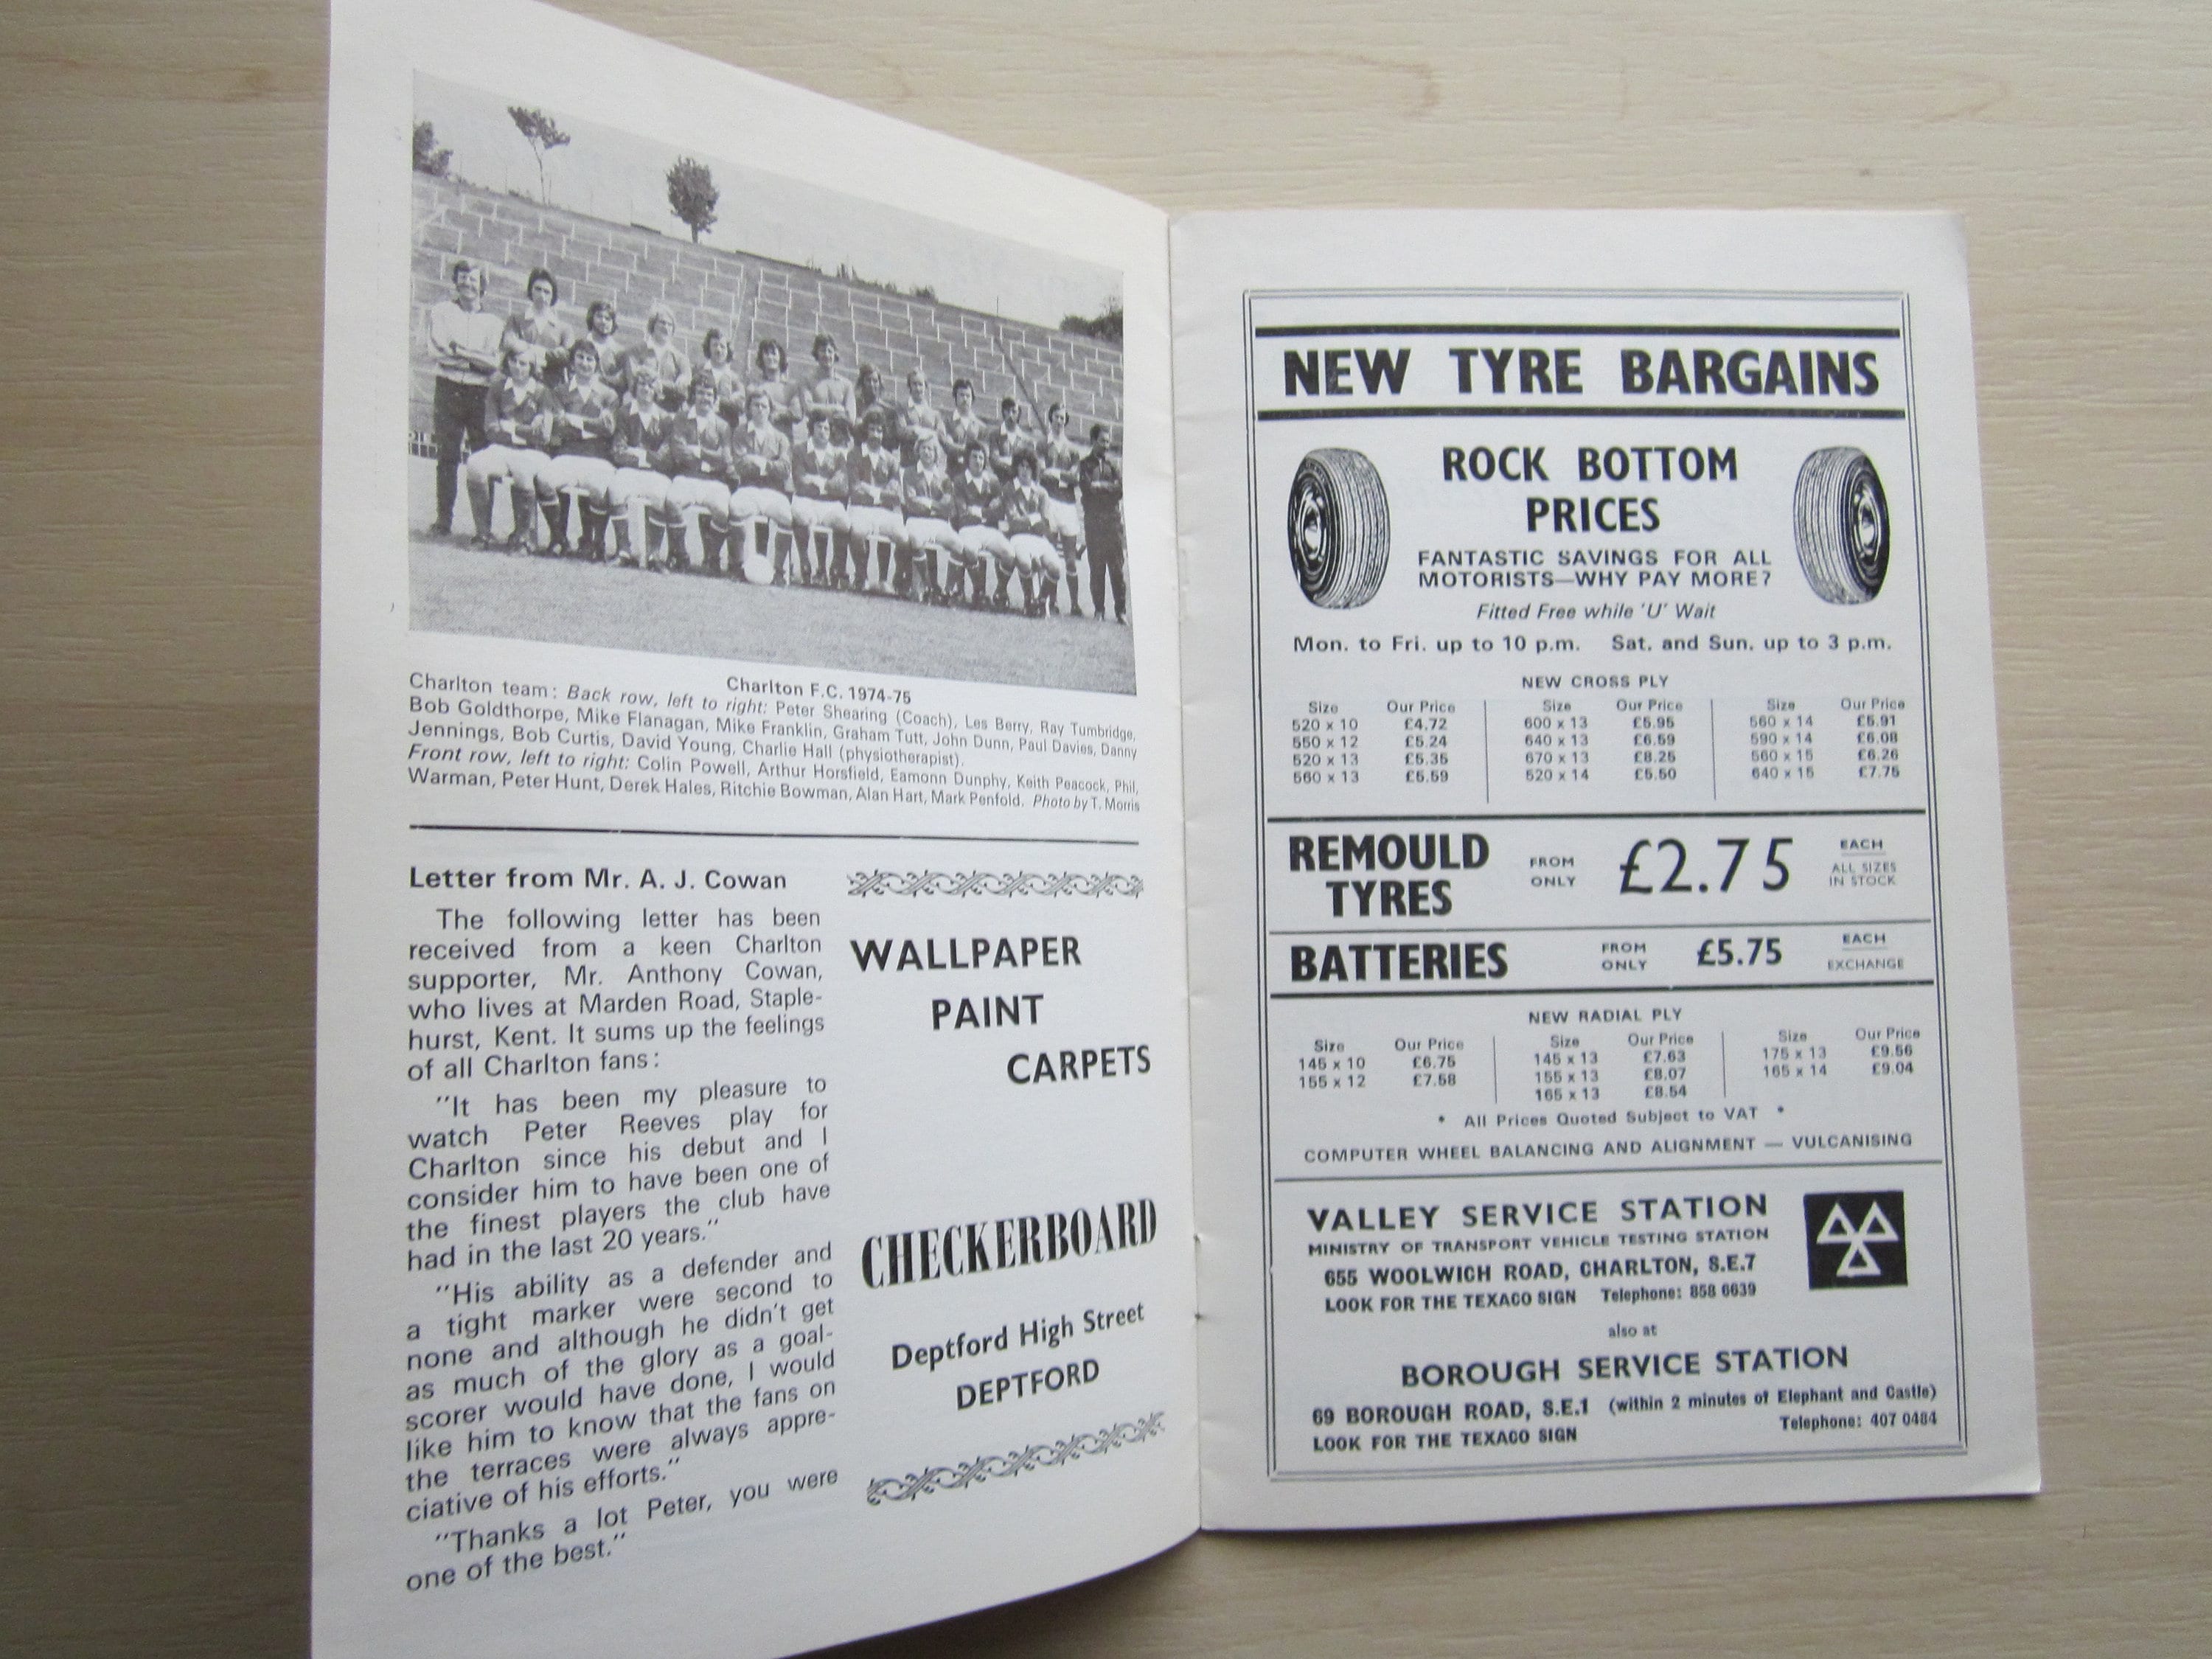 Charlton F.C. 1974-75
Charlton team: Back row, left to right: Peter Shearing (Coach), Les Berry, Ray Tumbridge,
Bob Goldthorpe, Mike Flanagan, Mike Franklin, Graham Tutt, John Dunn, Paul Davies, Danny
Jennings, Bob Curtis, David Young, Charlie Hall (physiotherapist).
Front row, left to right: Colin Powell, Arthur Horsfield, Eamonn Dunphy, Keith Peacock, Phil,
Warman, Peter Hunt, Derek Hales, Ritchie Bowman, Alan Hart, Mark Penfold. Photo by T. Morris
Letter from Mr. A. J. Cowan
The following letter has been
received from a keen Charlton
supporter, Mr. Anthony Cowan,
who lives at Marden Road, Staple-
hurst, Kent. It sums up the feelings
of all Charlton fans:
"It has been my pleasure to
watch Peter Reeves play for
Charlton since his debut and I
consider him to have been one of
the finest players the club have
had in the last 20 years."
"His ability as a defender and
a tight marker were second to
none and although he didn't get
as much of the glory as a goal-
scorer would have done, I would
like him to know that the fans on
the terraces were always appre-
ciative of his efforts."
"Thanks a lot Peter, you were
one of the best."
WALLPAPER
PAINT
CARPETS
CHECKERBOARD
Deptford High Street
DEPTFORD
NEW TYRE BARGAINS
ROCK BOTTOM
PRICES
FANTASTIC SAVINGS FOR ALL
MOTORISTS—WHY PAY MORE?
Fitted Free while 'U' Wait
Mon. to Fri. up to 10 p.m. Sat. and Sun. up to 3 p.m.
NEW CROSS PLY
Size Our Price Size Our Price Size Our Price
520 x 10 £4.72 600 x 13 £5.95 560 x 14 £5.91
550 x 12 £5.24 640 x 13 £6.59 590 x 14 £6.08
520 x 13 £5.35 670 x 13 £8.25 560 x 15 £6.26
560 x 13 £5.59 520 x 14 £5.50 640 x 15 £7.75
REMOULD
TYRES
FROM
ONLY
£2.75
EACH
ALL SIZES
IN STOCK
BATTERIES
FROM
ONLY
£5.75
EACH
EXCHANGE
NEW RADIAL PLY
Size Our Price Size Our Price Size Our Price
145 x 10 £6.75 145 x 13 £7.63 175 x 13 £9.56
155 x 12 £7.58 155 x 13 £8.07 165 x 14 £9.04
165 x 13 £8.54
* All Prices Quoted Subject to VAT *
COMPUTER WHEEL BALANCING AND ALIGNMENT — VULCANISING
VALLEY SERVICE STATION
MINISTRY OF TRANSPORT VEHICLE TESTING STATION
655 WOOLWICH ROAD, CHARLTON, S.E.7
LOOK FOR THE TEXACO SIGN Telephone: 858 6639
also at
BOROUGH SERVICE STATION
69 BOROUGH ROAD, S.E.1 (within 2 minutes of Elephant and Castle)
LOOK FOR THE TEXACO SIGN Telephone: 407 0484